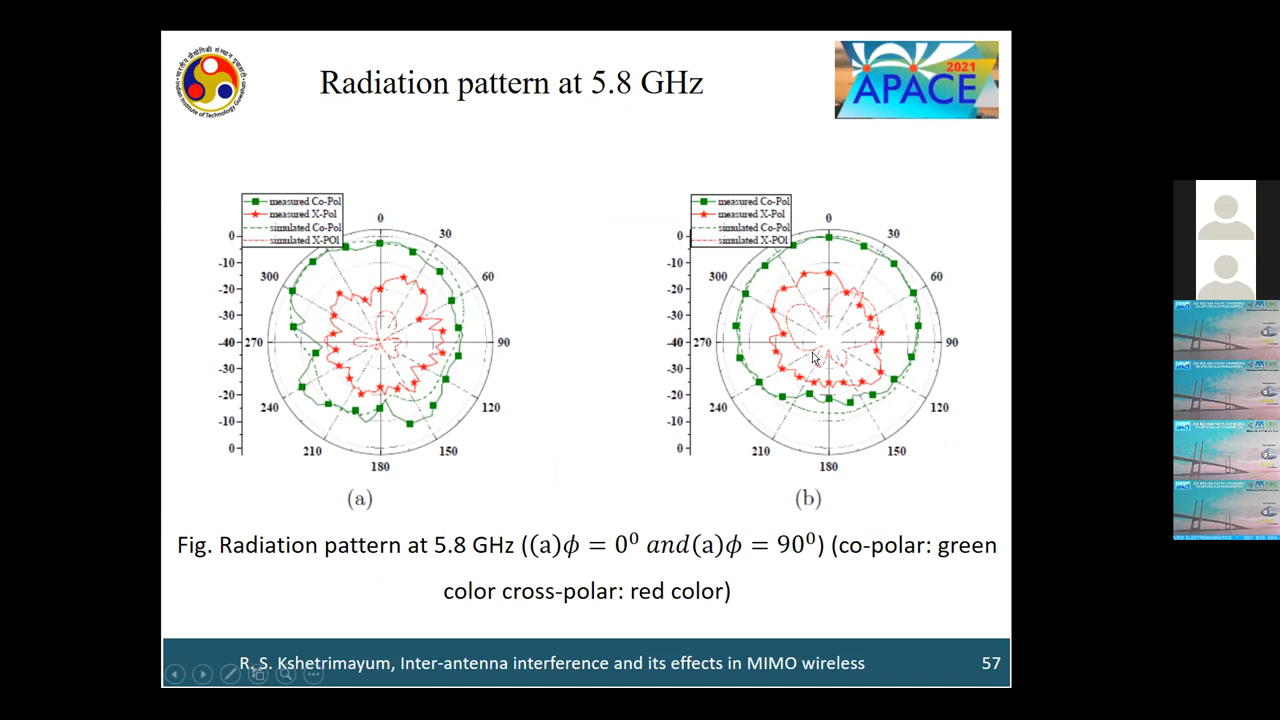 Radiation pattern at 5.8 GHz
2021
APACE
measured Co-Pol
measured X-Pol
simulated Co-Pol
simulated X-POl
0
30
60
90
120
150
180
210
240
270
300
0
-10
-20
-30
-40
-30
-20
-10
0
(a)
measured Co-Pol
measured X-Pol
simulated Co-Pol
simulated X-POl
0
30
60
90
120
150
180
210
240
270
300
0
-10
-20
-30
-40
-30
-20
-10
0
(b)
Fig. Radiation pattern at 5.8 GHz ((a)ϕ = 0⁰ and(a)ϕ = 90⁰) (co-polar: green
color cross-polar: red color)
R. S. Kshetrimayum, Inter-antenna interference and its effects in MIMO wireless
57